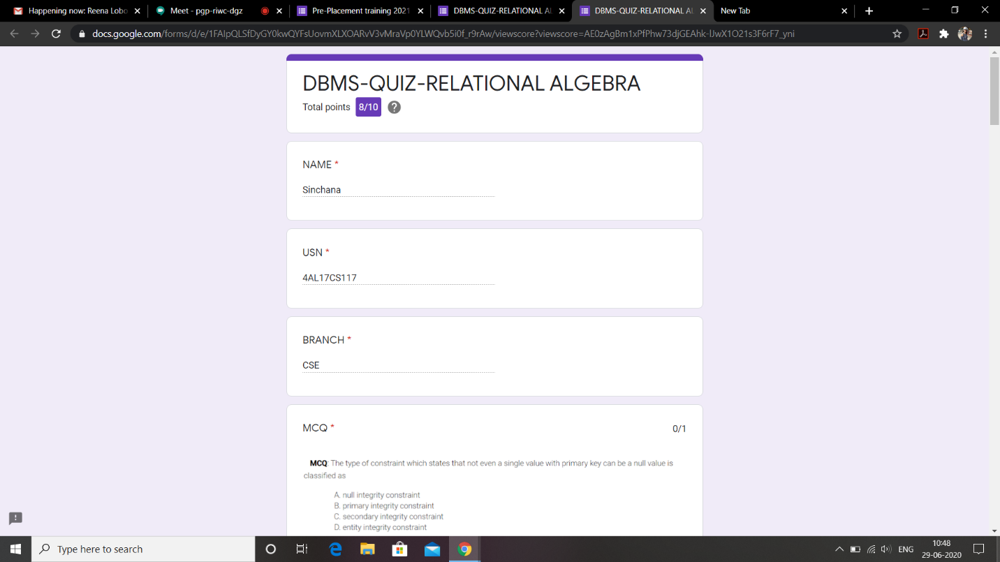 Happening now: Reena Lobo
Meet - pgp-riwc-dgz
Pre-Placement training 2021
DBMS-QUIZ-RELATIONAL AL
DBMS-QUIZ-RELATIONAL AL
New Tab
docs.google.com/forms/d/e/1FAIpQLSfDyGY0kwQYFsUovmXLXOARvV3vMraVp0YLWQvb5i0f_r9rAw/viewscore?viewscore=AE0zAgBm1xPfPhw73djGEAhk-IJwX1O21s3F6rF7_yni
DBMS-QUIZ-RELATIONAL ALGEBRA
Total points 8/10 ?
NAME *
Sinchana
USN *
4AL17CS117
BRANCH *
CSE
MCQ * 0/1
MCQ: The type of constraint which states that not even a single value with primary key can be a null value is
classified as
A. null integrity constraint
B. primary integrity constraint
C. secondary integrity constraint
D. entity integrity constraint
Type here to search
ENG
10:48
29-06-2020